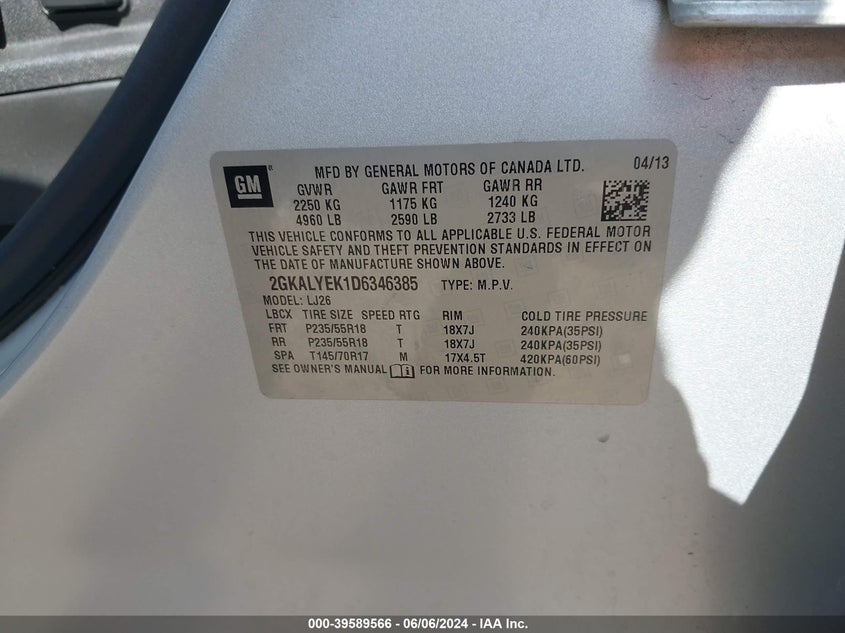 GM ® MFD BY GENERAL MOTORS OF CANADA LTD. 04/13
GVWR GAWR FRT GAWR RR
2250 KG 1175 KG 1240 KG
4960 LB 2590 LB 2733 LB
THIS VEHICLE CONFORMS TO ALL APPLICABLE U.S. FEDERAL MOTOR
VEHICLE SAFETY AND THEFT PREVENTION STANDARDS IN EFFECT ON
THE DATE OF MANUFACTURE SHOWN ABOVE.
2GKALYEK1D6346385 TYPE: M.P.V.
MODEL: LJ26
LBCX TIRE SIZE SPEED RTG RIM COLD TIRE PRESSURE
FRT P235/55R18 T 18X7J 240KPA(35PSI)
RR P235/55R18 T 18X7J 240KPA(35PSI)
SPA T145/70R17 M 17X4.5T 420KPA(60PSI)
SEE OWNER'S MANUAL FOR MORE INFORMATION.
000-39589566 - 06/06/2024 - IAA Inc.